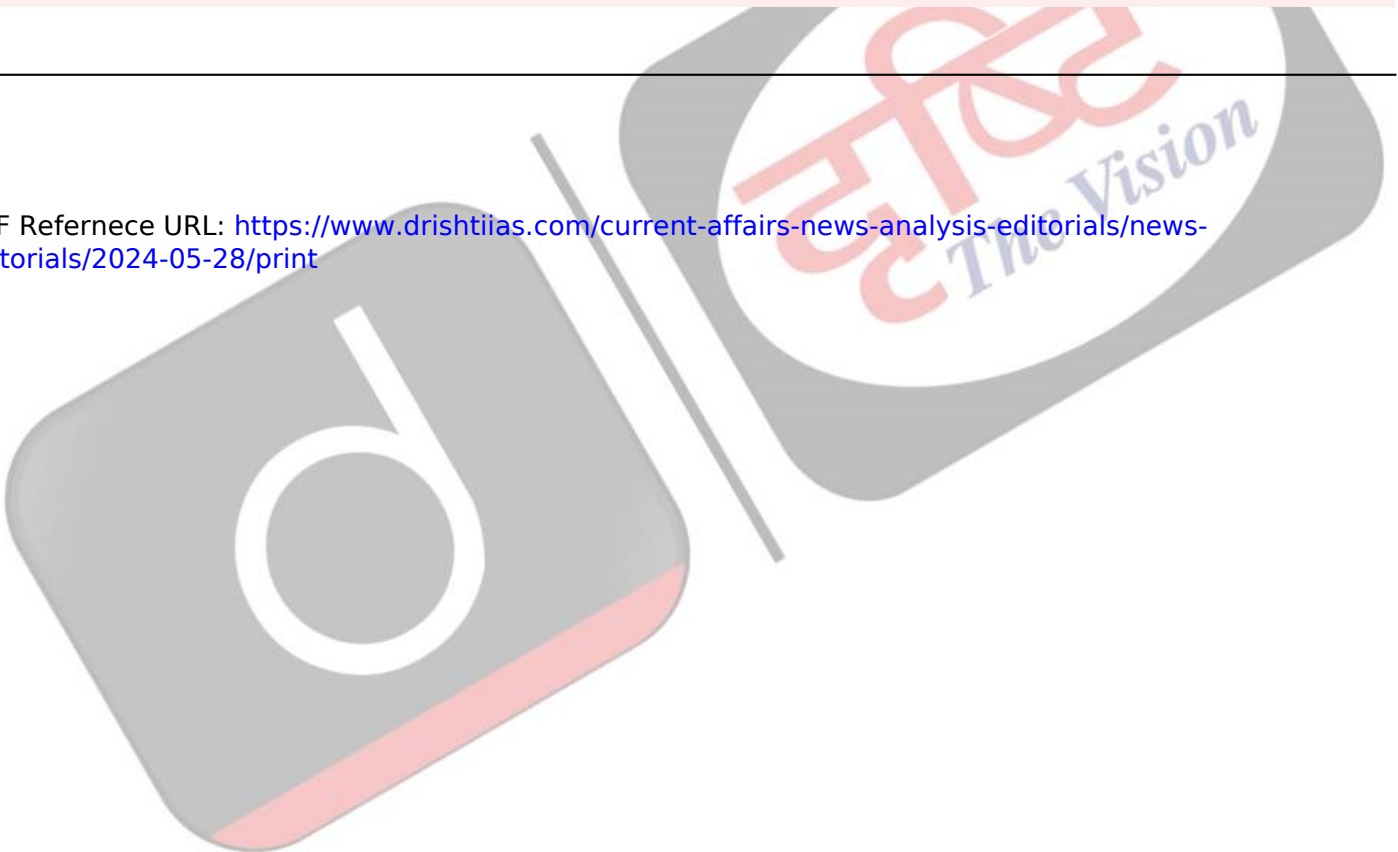 दृष्टि
The Vision
F Refernece URL: https://www.drishtiias.com/current-affairs-news-analysis-editorials/news-
torials/2024-05-28/print
d